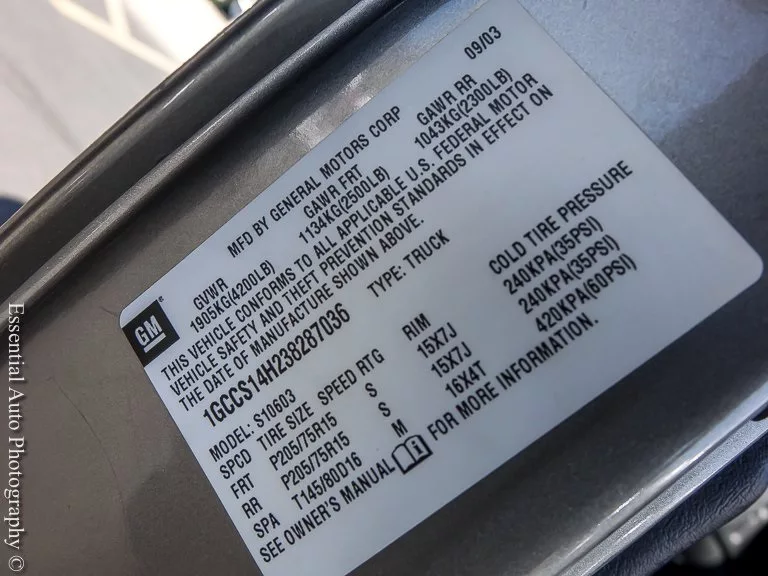 MFD BY GENERAL MOTORS CORP 09/03
GVWR GAWR FRT GAWR RR
1905KG(4200LB) 1134KG(2500LB) 1043KG(2300LB)
THIS VEHICLE CONFORMS TO ALL APPLICABLE U.S. FEDERAL MOTOR
VEHICLE SAFETY AND THEFT PREVENTION STANDARDS IN EFFECT ON
THE DATE OF MANUFACTURE SHOWN ABOVE.
GM
1GCCS14H238287036 TYPE: TRUCK
MODEL: S10603
SPCD TIRE SIZE SPEED RTG RIM COLD TIRE PRESSURE
FRT P205/75R15 S 15X7J 240KPA(35PSI)
RR P205/75R15 S 15X7J 240KPA(35PSI)
SPA T145/80D16 M 16X4T 420KPA(60PSI)
SEE OWNER'S MANUAL FOR MORE INFORMATION.
Essential Auto Photography ©